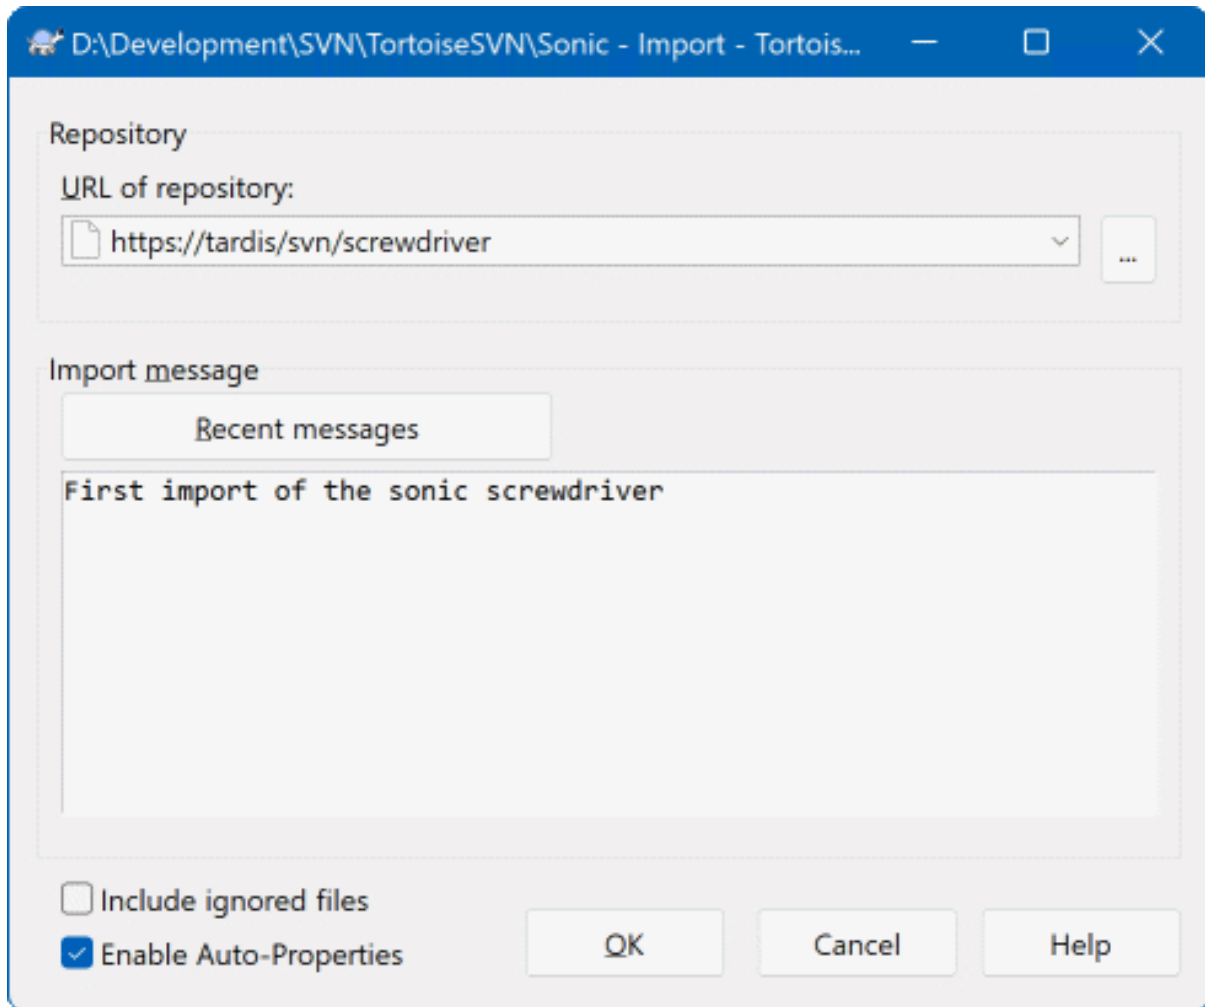 D:\Development\SVN\TortoiseSVN\Sonic - Import - Tortois...
Repository
URL of repository:
https://tardis/svn/screwdriver
...
Import message
Recent messages
First import of the sonic screwdriver
Include ignored files
Enable Auto-Properties
OK
Cancel
Help